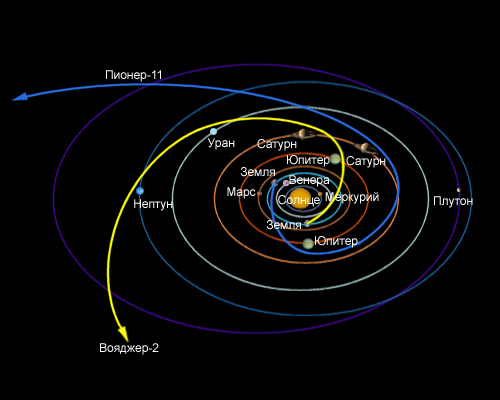 Пионер-11
Уран
Сатурн
Юпитер
Сатурн
Земля
Венера
Марс
Меркурий
Солнце
Нептун
Плутон
Земля
Юпитер
Вояджер-2